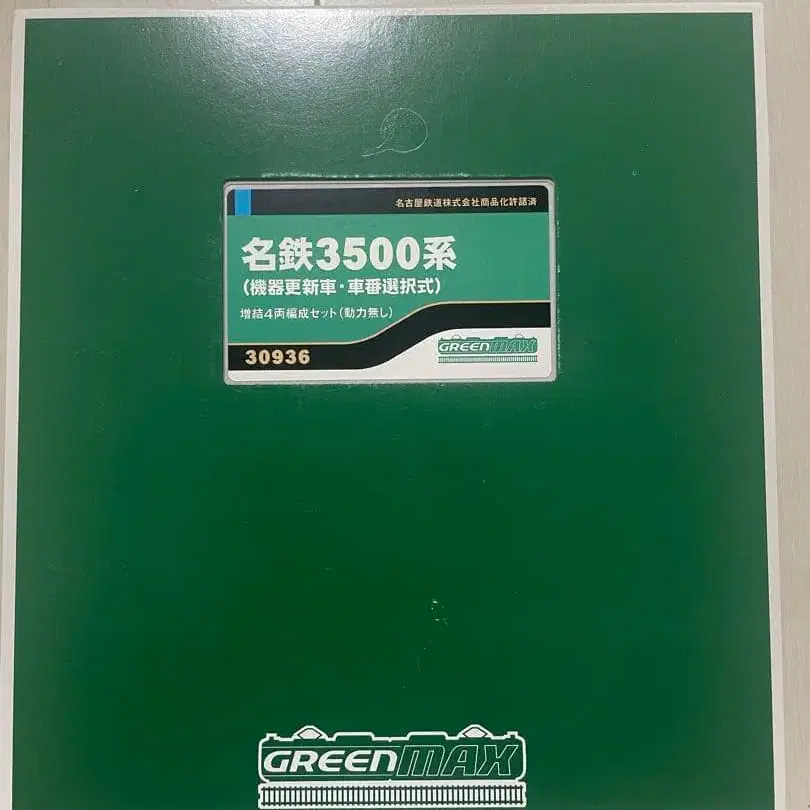 名古屋鉄道株式会社商品化許諾済
名鉄3500系
(機器更新車・車番選択式)
増結4両編成セット(動力無し)
30936
GREENMAX
GREENMAX